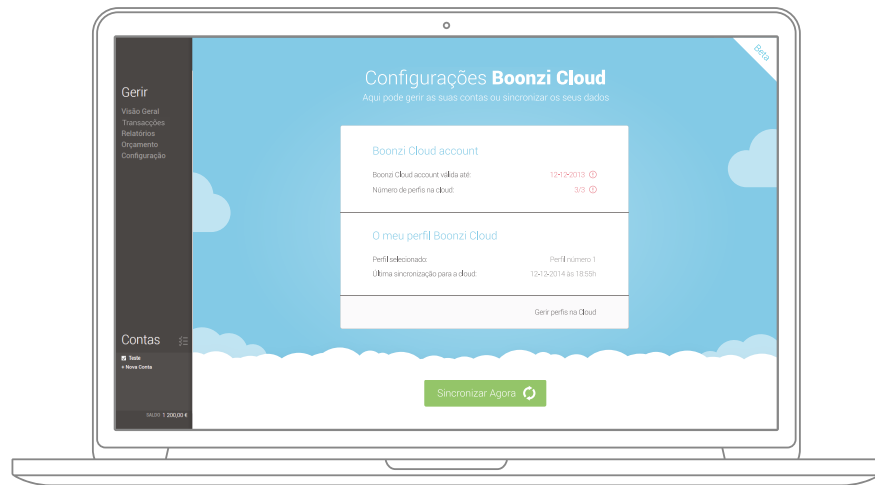 Beta
Gerir
Visão Geral
Transacções
Relatórios
Orçamento
Configuração
Contas
Teste
+ Nova Conta
SALDO 1 200,00 €
Configurações Boonzi Cloud
Aqui pode gerir as suas contas ou sincronizar os seus dados
Boonzi Cloud account
Boonzi Cloud account válida até: 12-12-2013
Número de perfis na cloud: 3/3
O meu perfil Boonzi Cloud
Perfil selecionado: Perfil número 1
Última sincronização para a cloud: 12-12-2014 às 18:55h
Gerir perfis na Cloud
Sincronizar Agora